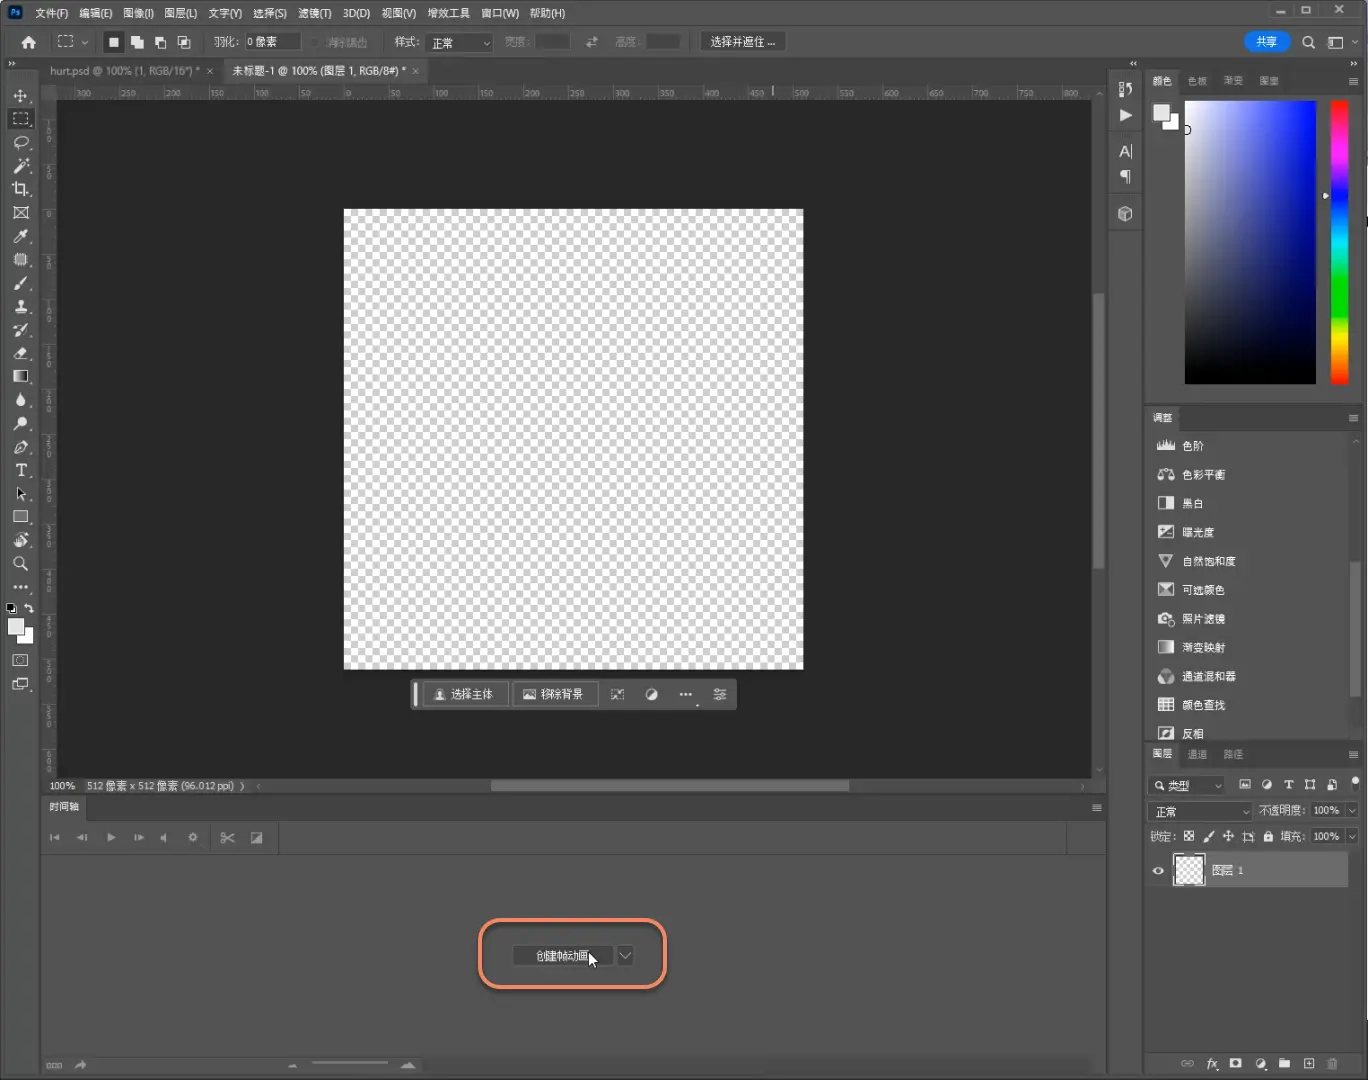 Ps 文件(F) 编辑(E) 图像(I) 图层(L) 文字(Y) 选择(S) 滤镜(T) 3D(D) 视图(V) 增效工具 窗口(W) 帮助(H)
羽化: 0 像素 消除锯齿 样式: 正常 宽度: 高度: 选择并遮住 ... 共享
hurt.psd @ 100% (1, RGB/16*) * × 未标题-1 @ 100% (图层 1, RGB/8#) * ×
300 250 200 150 100 50 0 50 100 150 200 250 300 350 400 450 500 550 600 650 700 750 800
颜色 色板 渐变 图案
调整
色阶
色彩平衡
黑白
曝光度
自然饱和度
可选颜色
照片滤镜
渐变映射
通道混和器
颜色查找
反相
选择主体 移除背景
图层 通道 路径
类型
正常 不透明度: 100%
锁定: 填充: 100%
图层 1
100% 512 像素 x 512 像素 (96.012 ppi)
时间轴
创建帧动画